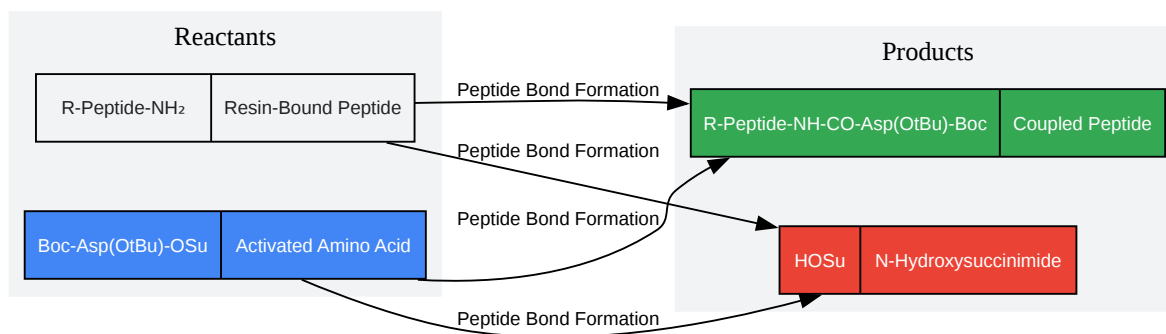 Reactants
R-Peptide-NH₂
Resin-Bound Peptide
Boc-Asp(OtBu)-OSu
Activated Amino Acid
Peptide Bond Formation
Peptide Bond Formation
Peptide Bond Formation
Peptide Bond Formation
Products
R-Peptide-NH-CO-Asp(OtBu)-Boc
Coupled Peptide
HOSu
N-Hydroxysuccinimide